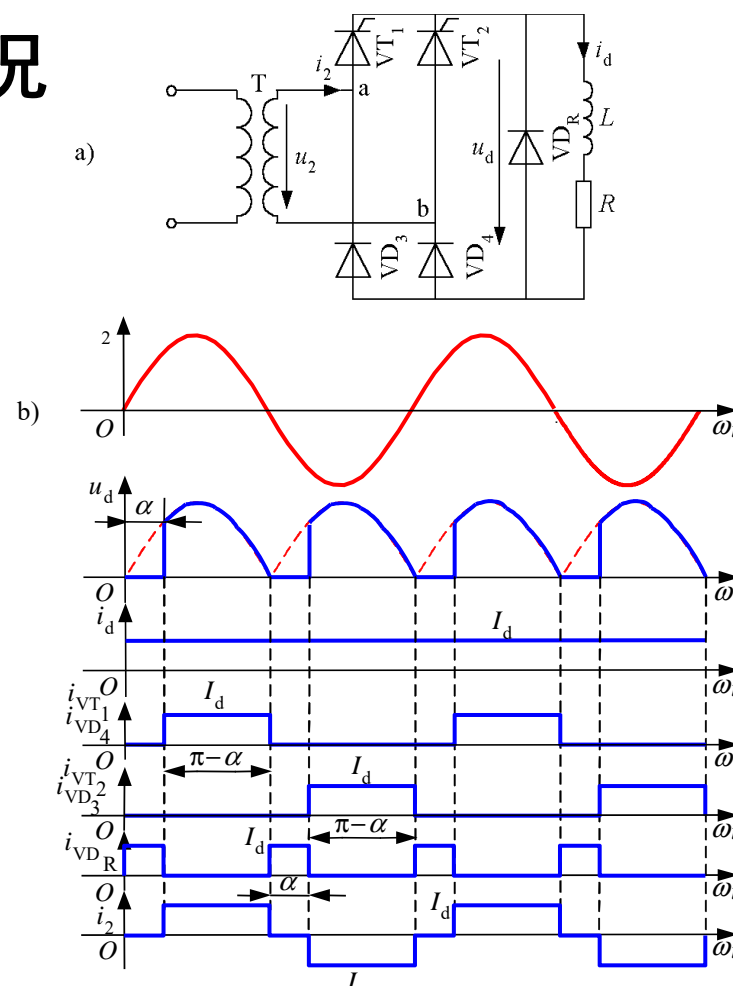 况
a)
T
i2
a
VT1
VT2
id
u2
b
ud
VDR
L
R
VD3
VD4
b)
2
O
ud
α
O
ω
id
Id
O
iVT1
iVD4
Id
O
ω
π−α
iVT2
iVD3
Id
O
π−α
iVDR
Id
O
α
i2
Id
O